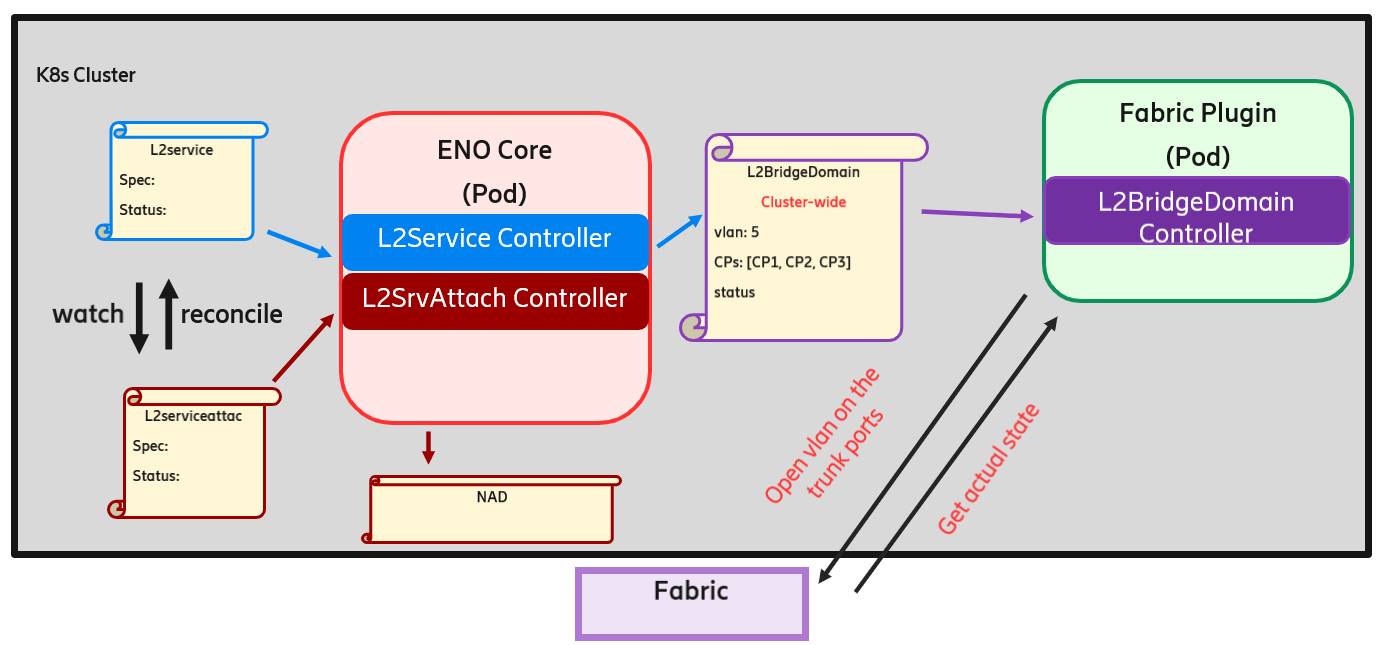 K8s Cluster
L2service
Spec:
Status:
watch
reconcile
L2serviceattac
Spec:
Status:
ENO Core
(Pod)
L2Service Controller
L2SrvAttach Controller
NAD
L2BridgeDomain
Cluster-wide
vlan: 5
CPs: [CP1, CP2, CP3]
status
Fabric Plugin
(Pod)
L2BridgeDomain
Controller
Open vlan on the
trunk ports
Get actual state
Fabric